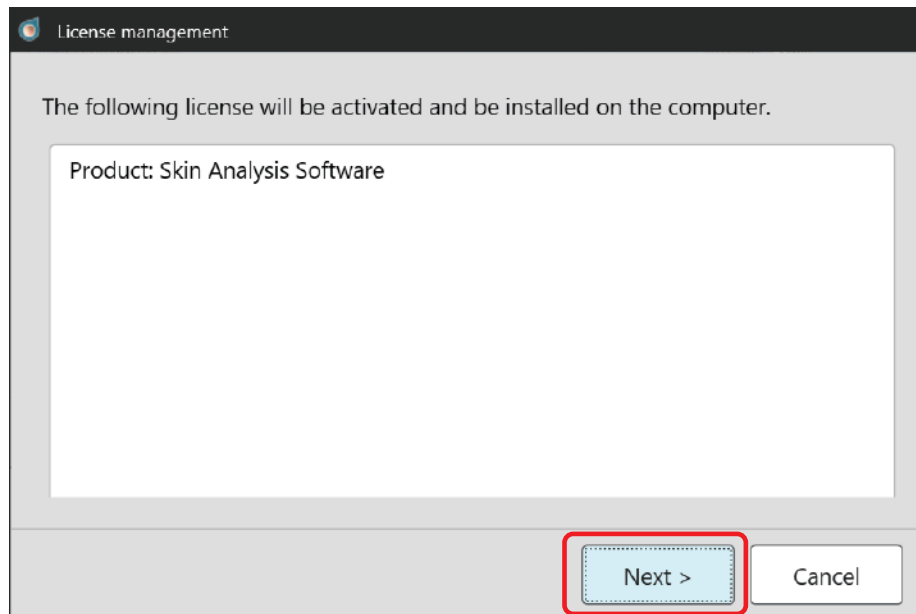 License management
The following license will be activated and be installed on the computer.
Product: Skin Analysis Software
Next >
Cancel